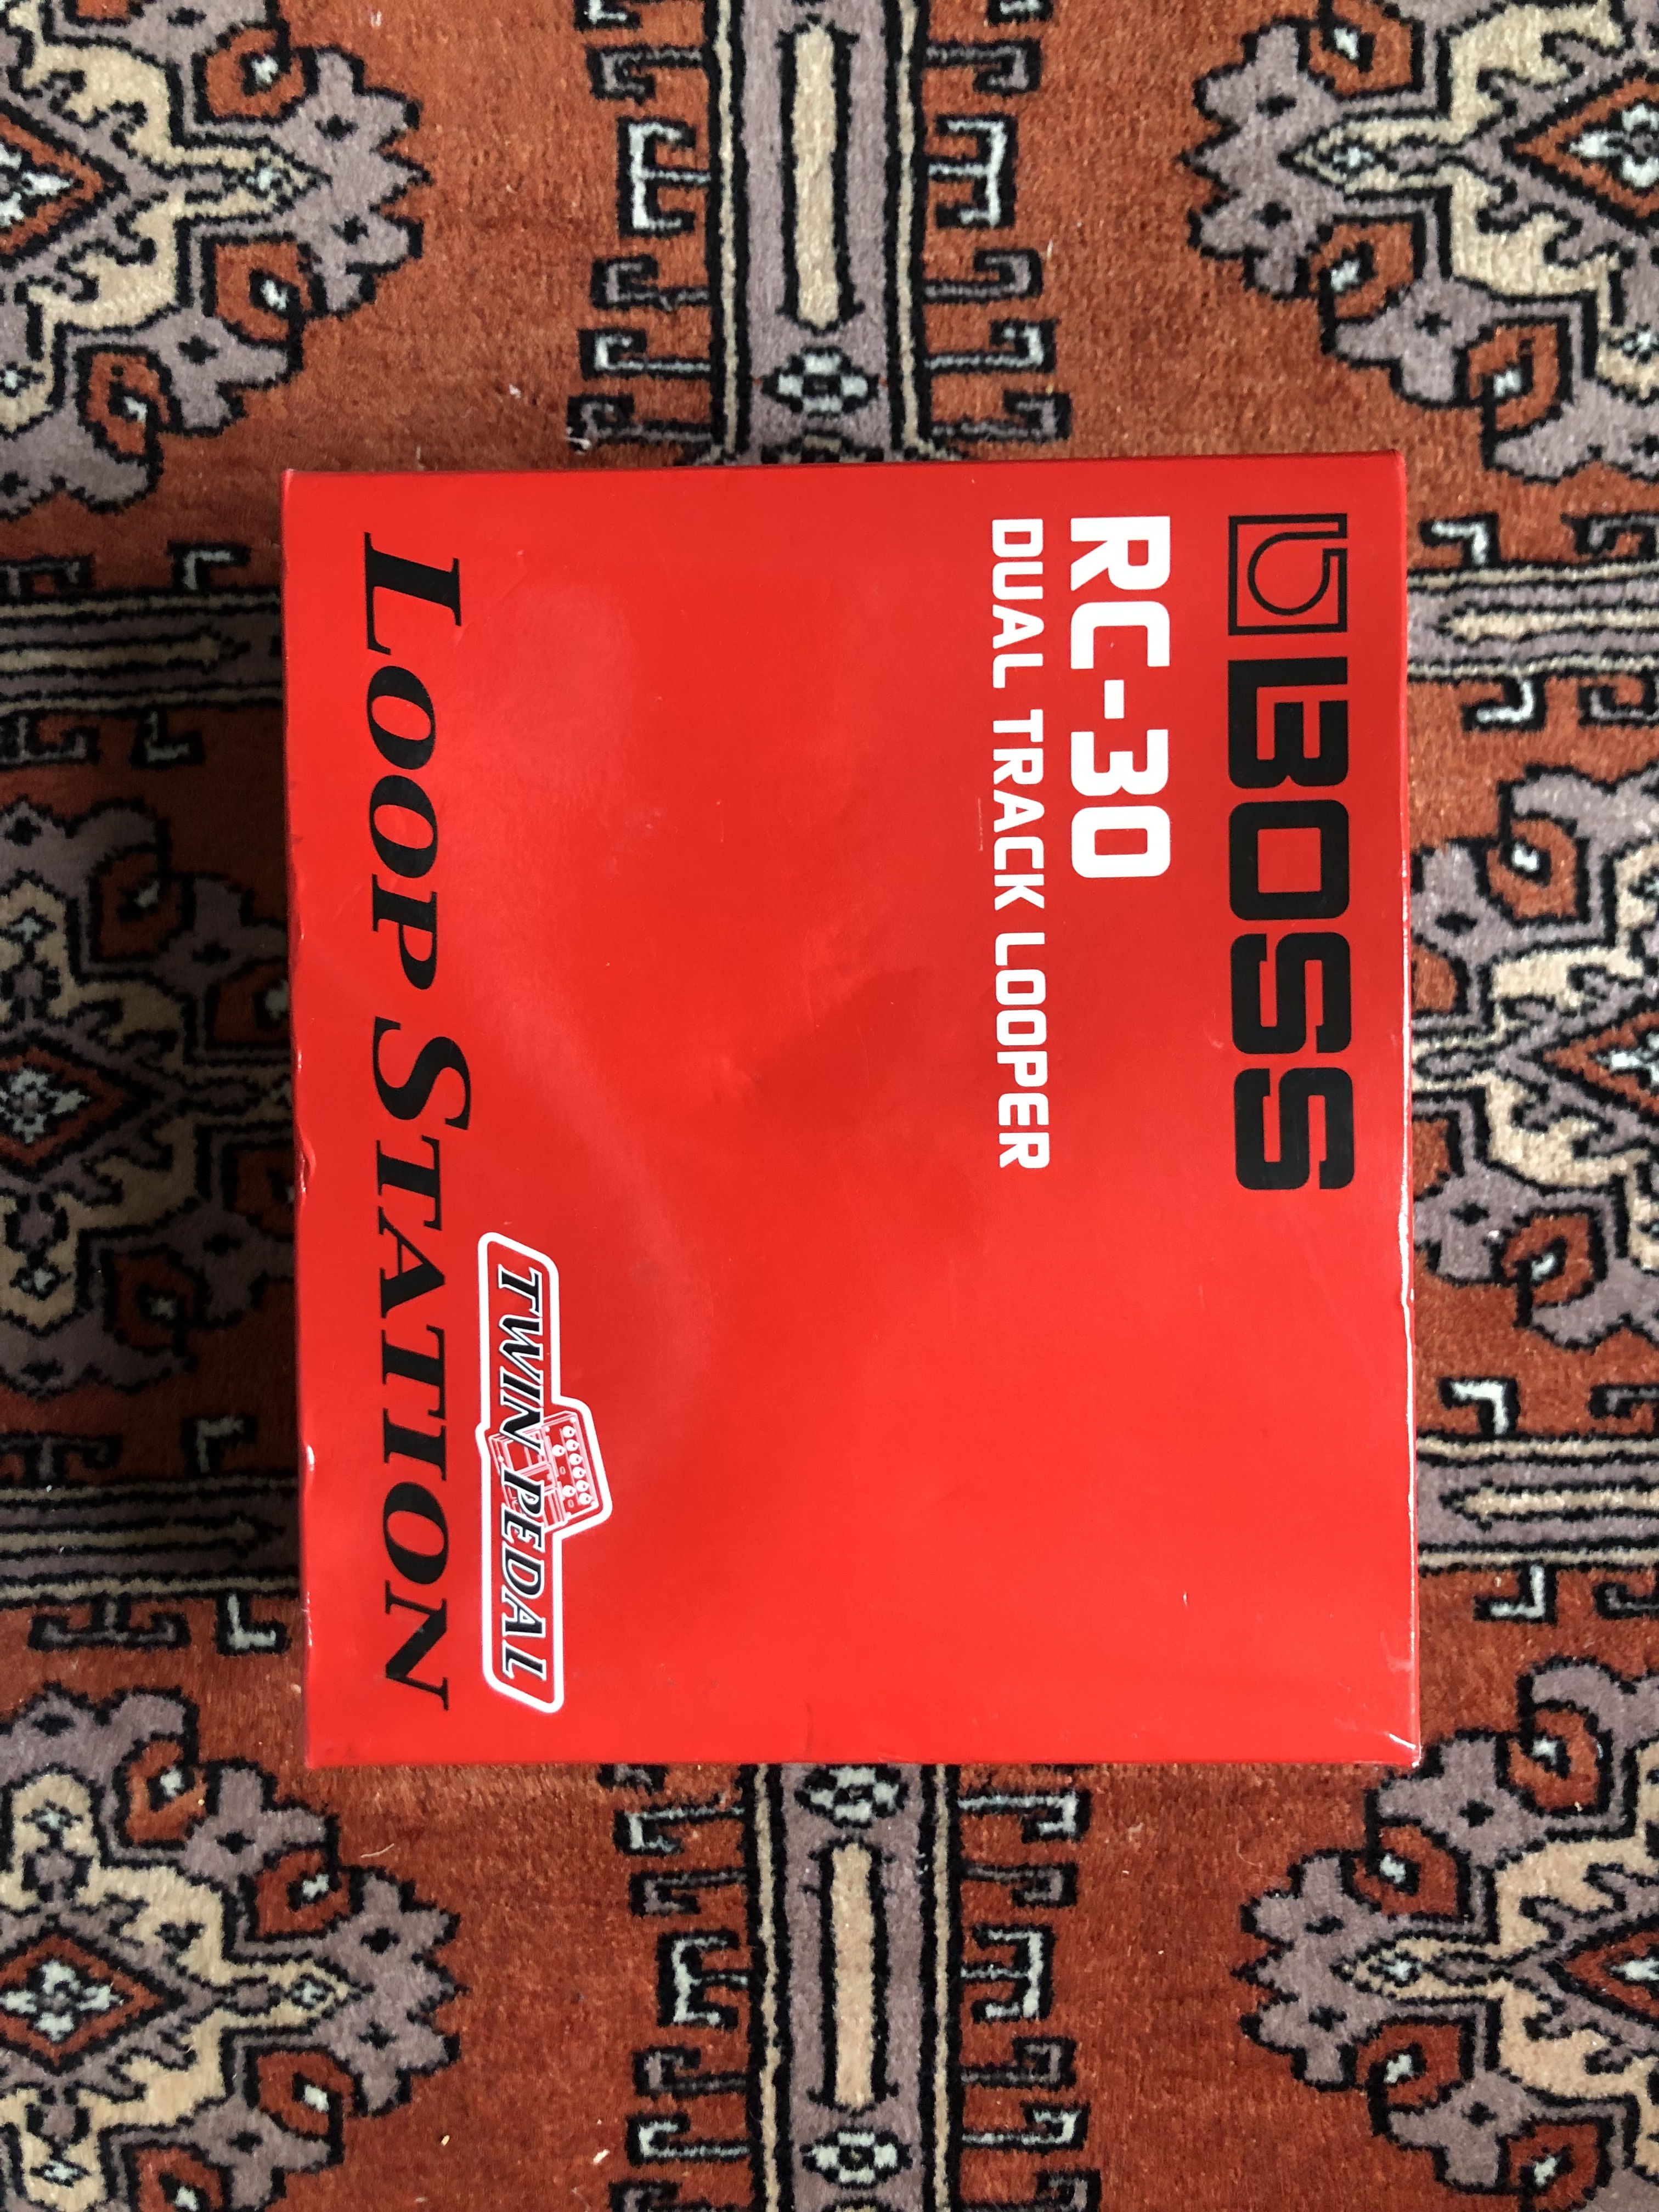 BOSS
RC-30
DUAL TRACK LOOPER
TWIN PEDAL
LOOP STATION